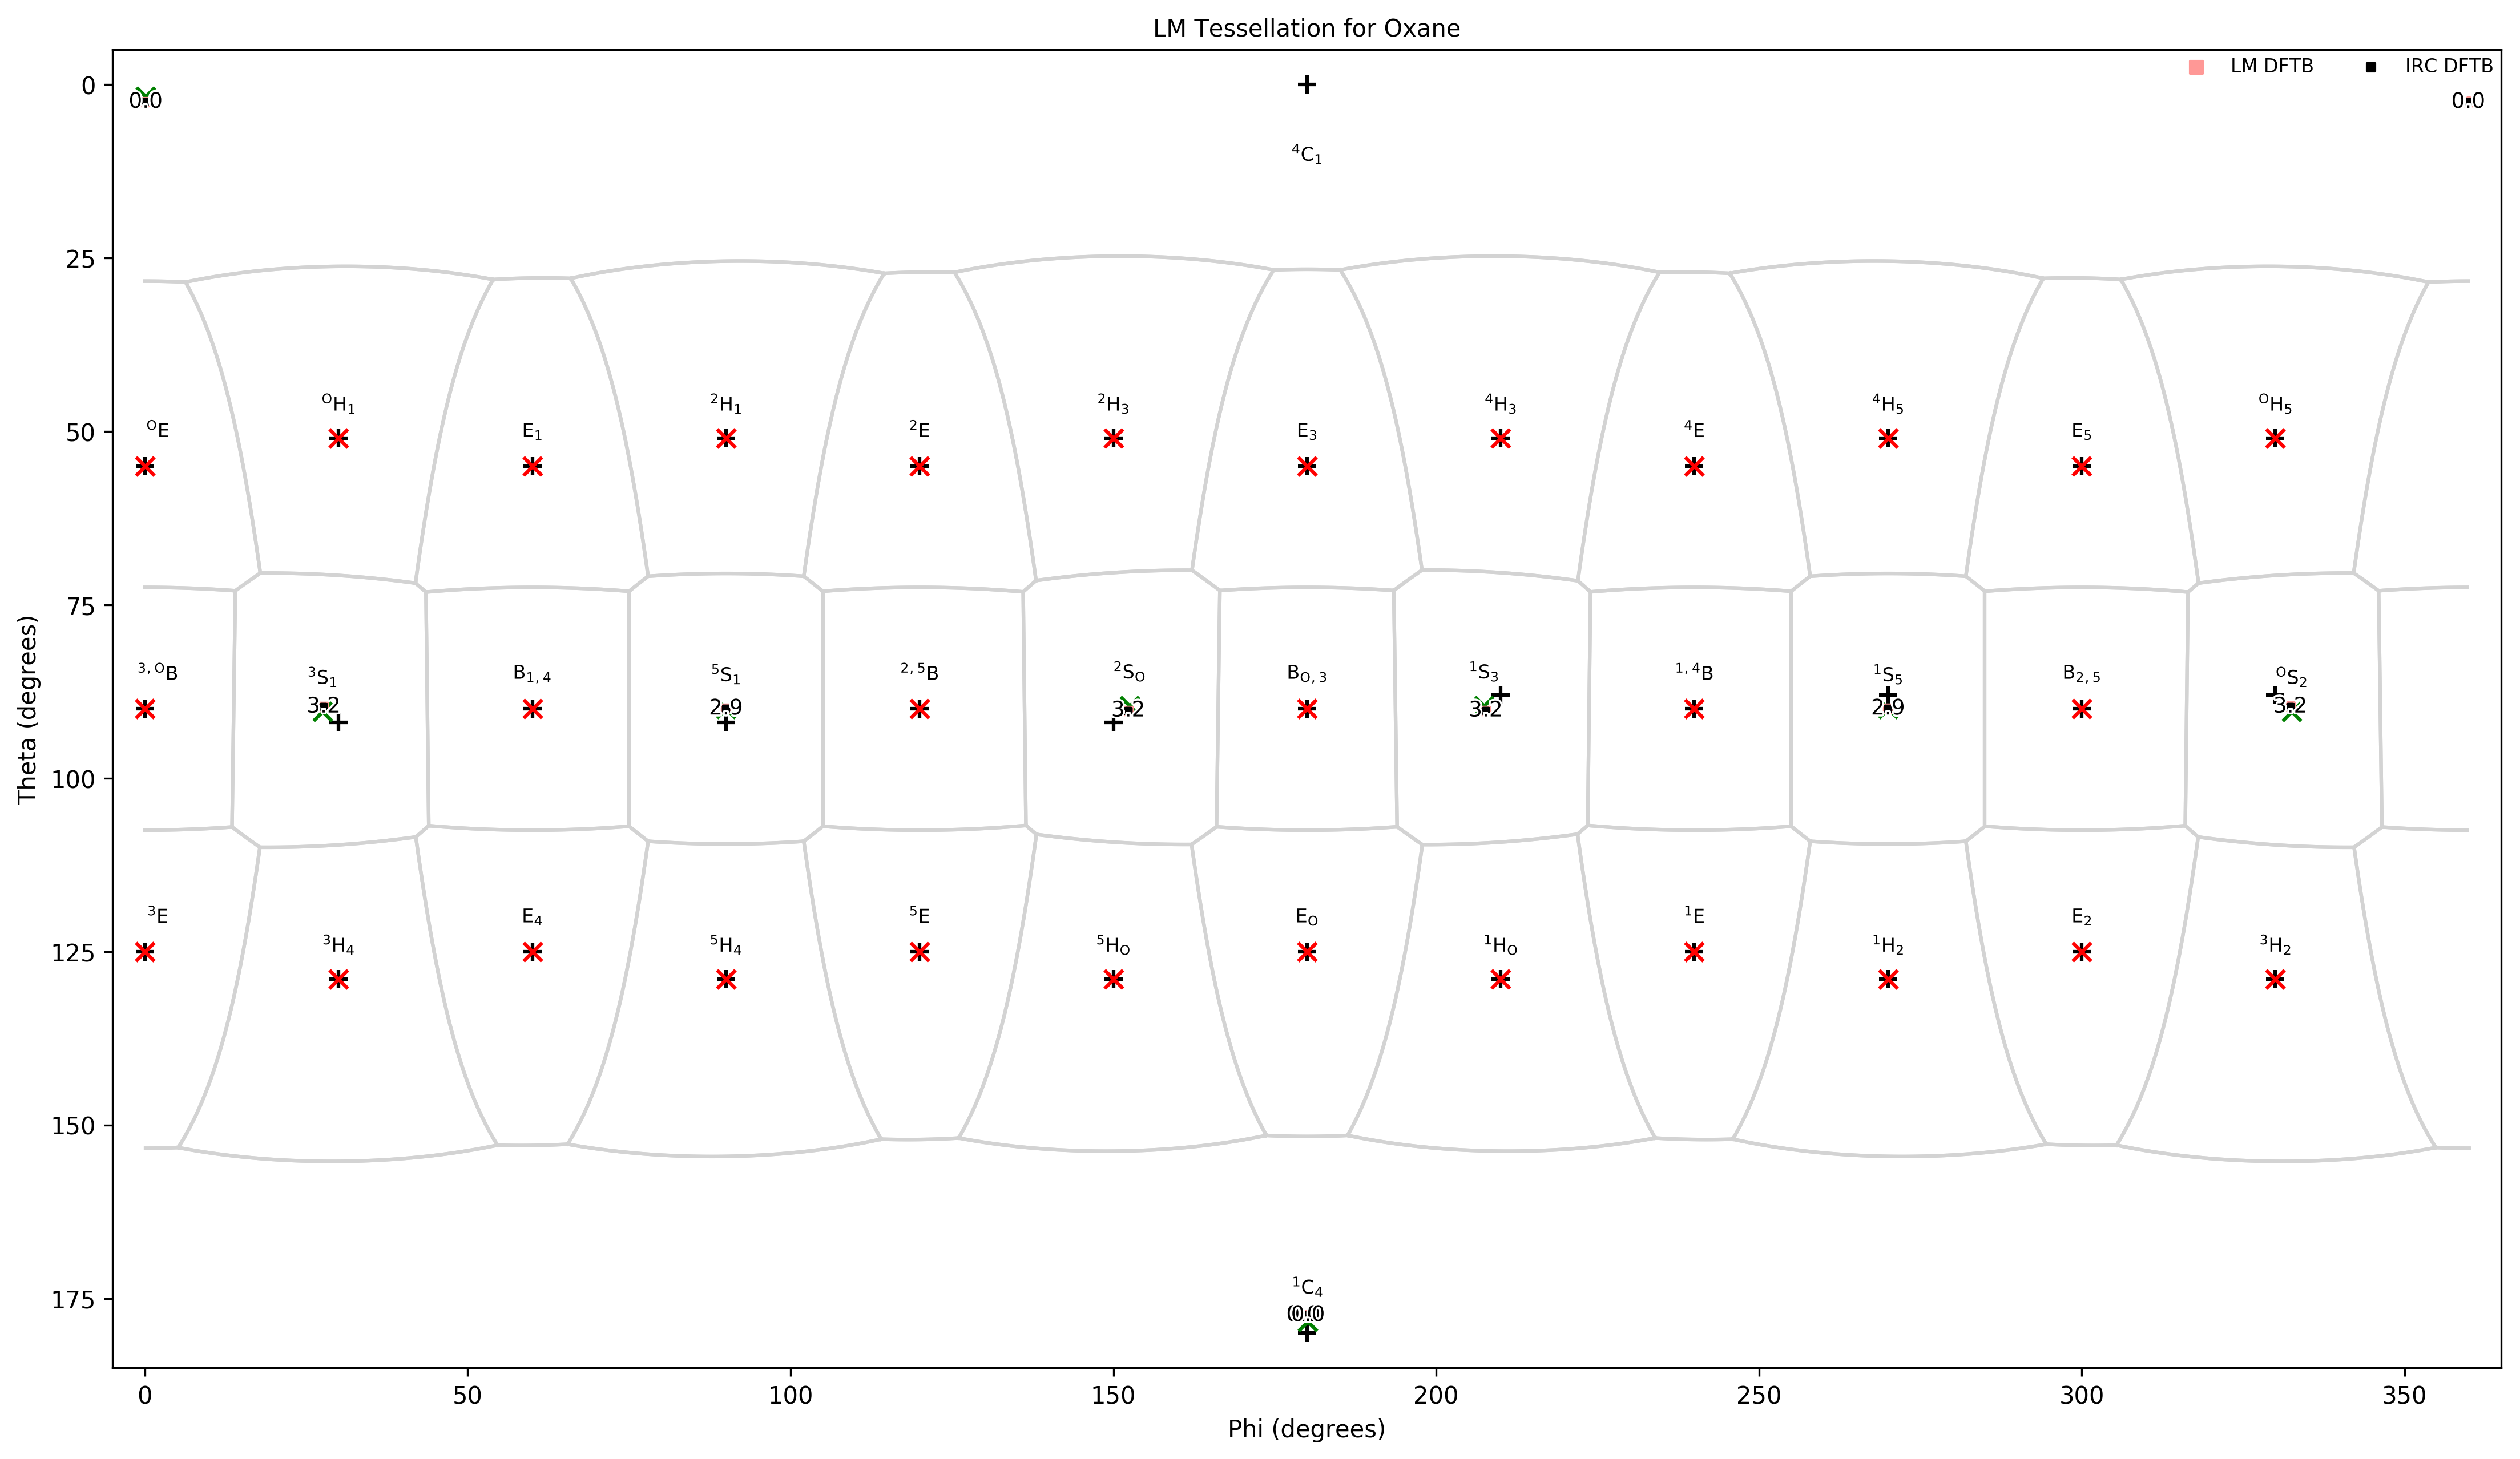 LM Tessellation for Oxane
LM DFTB IRC DFTB
0
0.0 0.0
⁴C₁
25
ᴼH₁ ²H₁ ²H₃ ⁴H₃ ⁴H₅ ᴼH₅
ᴼE E₁ ²E E₃ ⁴E E₅
50
75
³,ᴼB ³S₁ B₁,₄ ⁵S₁ ²,⁵B ²Sₒ Bₒ,₃ ¹S₃ ¹,⁴B ¹S₅ B₂,₅ ᴼS₂
3.2 2.9 3.2 3.2 2.9 3.2
Theta (degrees)
100
³E E₄ ⁵E Eₒ ¹E E₂
³H₄ ⁵H₄ ⁵Hₒ ¹Hₒ ¹H₂ ³H₂
125
150
¹C₄
175
0.0
0 50 100 150 200 250 300 350
Phi (degrees)